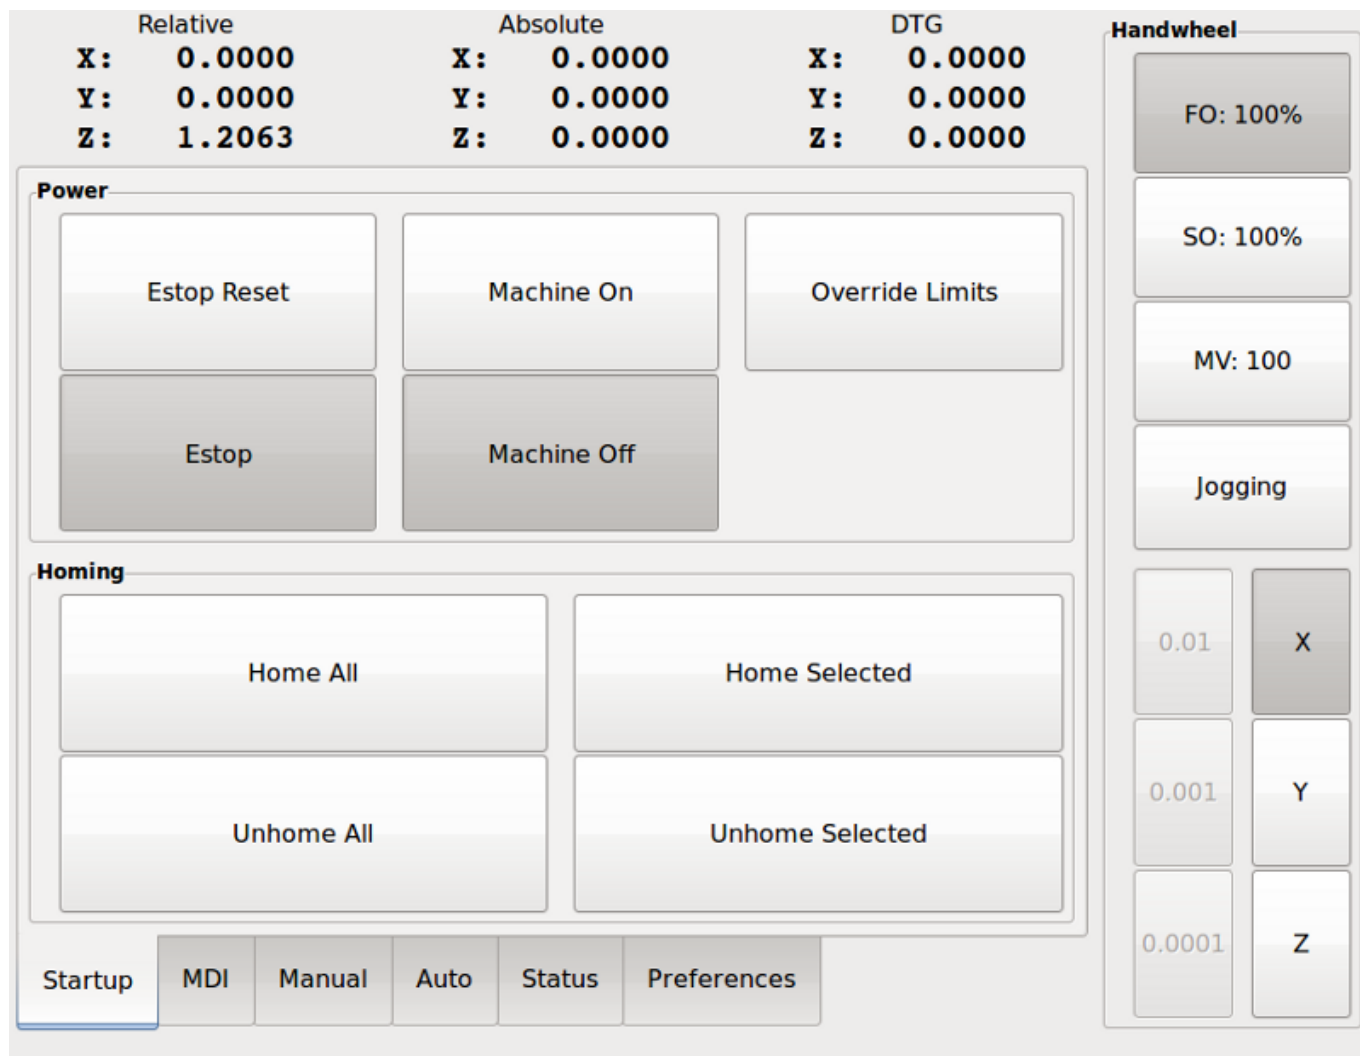 Relative Absolute DTG
X: 0.0000 X: 0.0000 X: 0.0000
Y: 0.0000 Y: 0.0000 Y: 0.0000
Z: 1.2063 Z: 0.0000 Z: 0.0000
Power
Estop Reset Machine On Override Limits
Estop Machine Off
Homing
Home All Home Selected
Unhome All Unhome Selected
Startup MDI Manual Auto Status Preferences
Handwheel
FO: 100%
SO: 100%
MV: 100
Jogging
0.01 X
0.001 Y
0.0001 Z